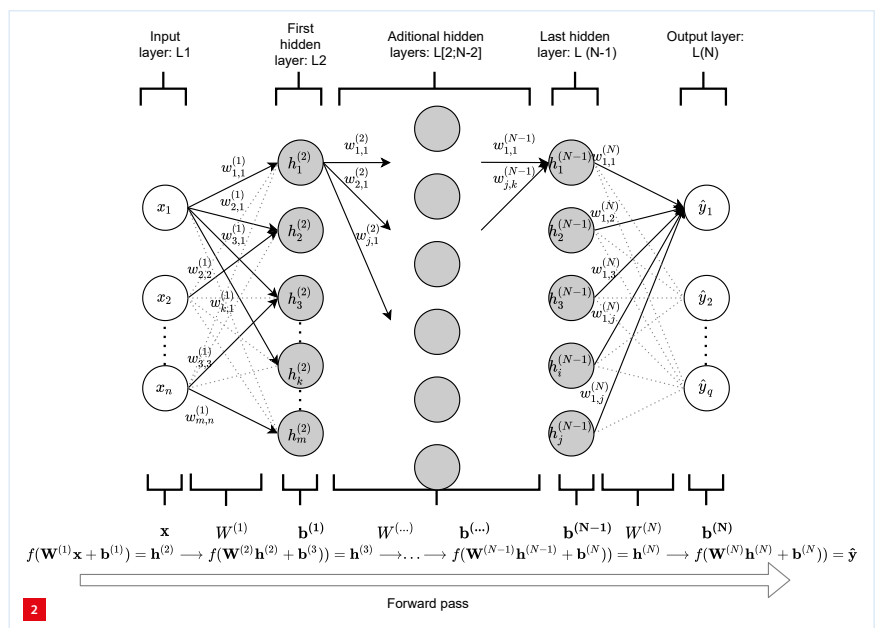 Input
layer: L1
First
hidden
layer: L2
Aditional hidden
layers: L[2;N-2]
Last hidden
layer: L (N-1)
Output layer:
L(N)
w_{1,1}^{(1)}
w_{2,1}^{(1)}
w_{3,1}^{(1)}
w_{2,2}^{(1)}
w_{k,1}^{(1)}
w_{3,3}^{(1)}
w_{m,n}^{(1)}
x_1
x_2
x_n
h_1^{(2)}
h_2^{(2)}
h_3^{(2)}
h_k^{(2)}
h_m^{(2)}
w_{1,1}^{(2)}
w_{2,1}^{(2)}
w_{j,1}^{(2)}
w_{1,1}^{(N-1)}
w_{j,k}^{(N-1)}
h_1^{(N-1)}
h_2^{(N-1)}
h_3^{(N-1)}
h_i^{(N-1)}
h_j^{(N-1)}
w_{1,1}^{(N)}
w_{1,2}^{(N)}
w_{1,3}^{(N)}
w_{1,j}^{(N)}
w_{1,j}^{(N)}
ŷ_1
ŷ_2
ŷ_q
x W^{(1)} b^{(1)} W^{(...)} b^{(...)} b^{(N-1)} W^{(N)} b^{(N)}
f(W^{(1)}x + b^{(1)}) = h^{(2)} → f(W^{(2)}h^{(2)} + b^{(3)})) = h^{(3)} →... → f(W^{(N-1)}h^{(N-1)} + b^{(N)})) = h^{(N)} → f(W^{(N)}h^{(N)} + b^{(N)})) = ŷ
Forward pass
2